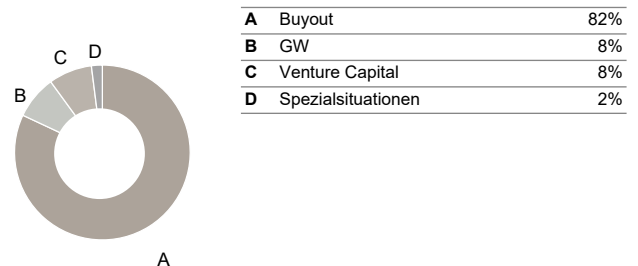 A Buyout 82%
B GW 8%
C Venture Capital 8%
D Spezialsituationen 2%
D
C
B
A